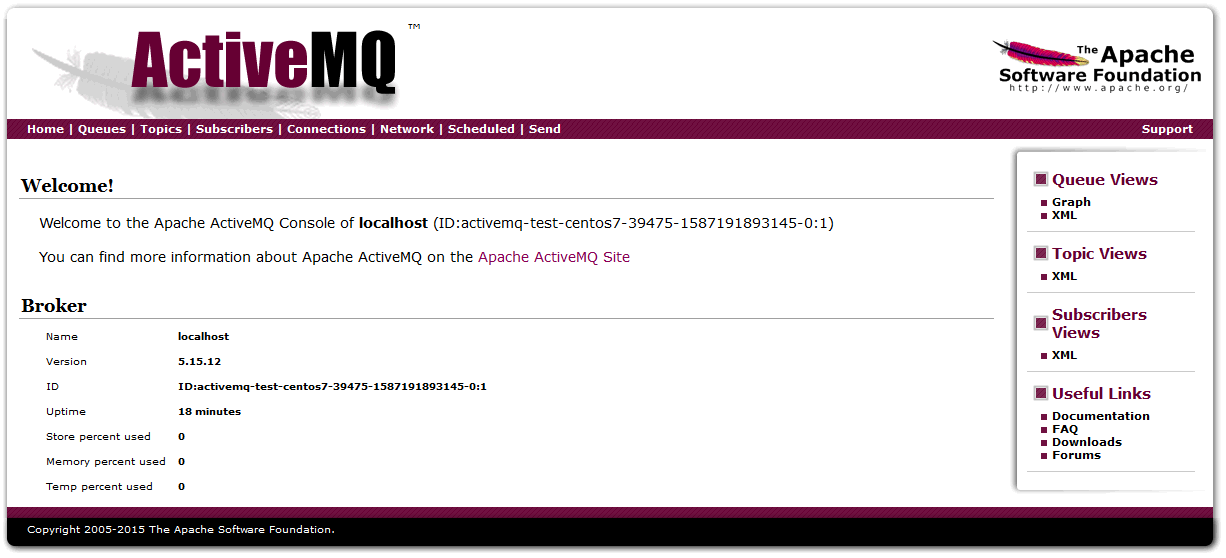 ActiveMQ ™
The Apache
Software Foundation
http://www.apache.org/
Home | Queues | Topics | Subscribers | Connections | Network | Scheduled | Send
Support
Welcome!
Welcome to the Apache ActiveMQ Console of localhost (ID:activemq-test-centos7-39475-1587191893145-0:1)
You can find more information about Apache ActiveMQ on the Apache ActiveMQ Site
Broker
Name localhost
Version 5.15.12
ID ID:activemq-test-centos7-39475-1587191893145-0:1
Uptime 18 minutes
Store percent used 0
Memory percent used 0
Temp percent used 0
Queue Views
Graph
XML
Topic Views
XML
Subscribers
Views
XML
Useful Links
Documentation
FAQ
Downloads
Forums
Copyright 2005-2015 The Apache Software Foundation.